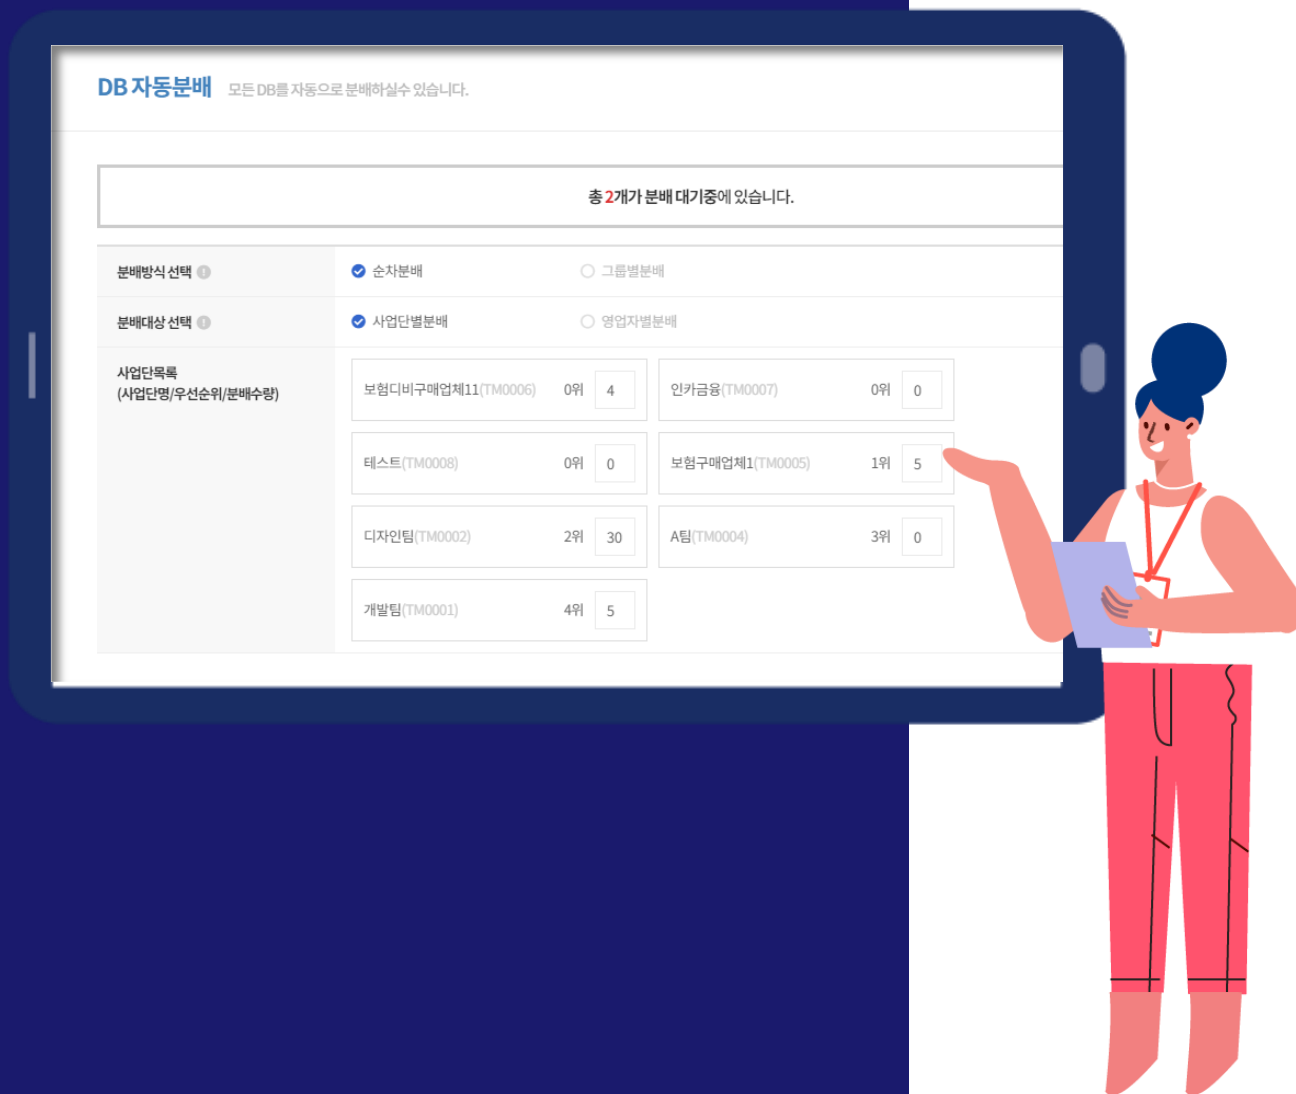 DB 자동분배 모든 DB를 자동으로 분배하실수 있습니다.
총 2개가 분배 대기중에 있습니다.
분배방식 선택 순차분배 그룹별분배
분배대상 선택 사업단별분배 영업자별분배
사업단목록
(사업단명/우선순위/분배수량)
보험디비구매업체11(TM0006) 0위 4 인카금융(TM0007) 0위 0
테스트(TM0008) 0위 0 보험구매업체1(TM0005) 1위 5
디자인팀(TM0002) 2위 30 A팀(TM0004) 3위 0
개발팀(TM0001) 4위 5